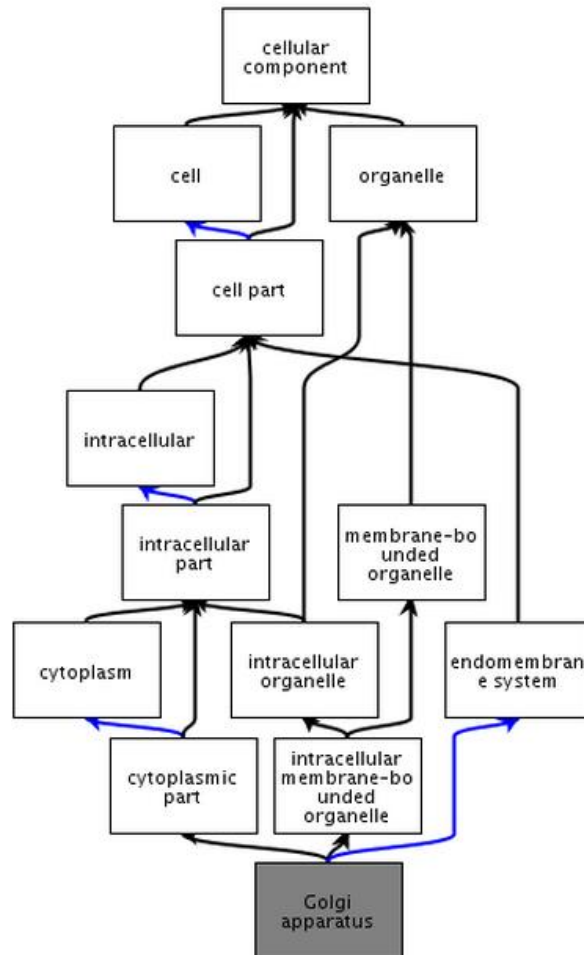 cellular
component
cell
organelle
cell part
intracellular
intracellular
part
membrane-bo
unded
organelle
cytoplasm
intracellular
organelle
endomembran
e system
cytoplasmic
part
intracellular
membrane-bo
unded
organelle
Golgi
apparatus